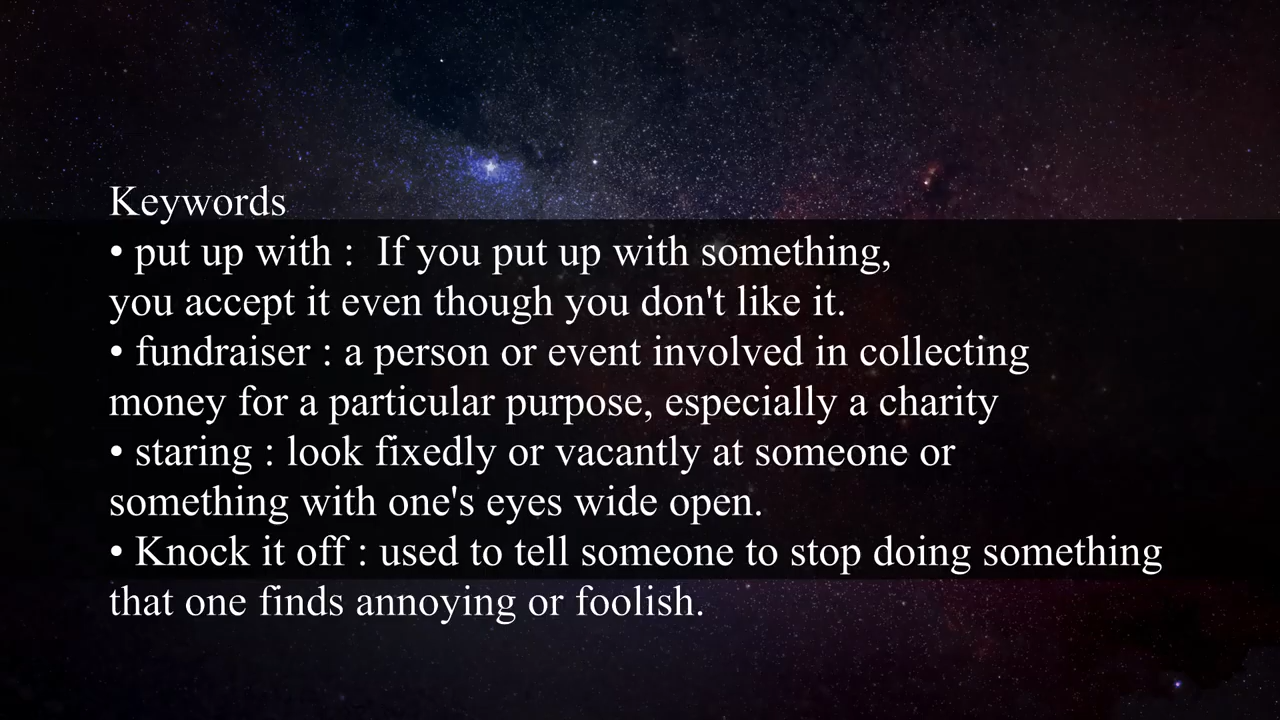 Keywords
• put up with :  If you put up with something,
you accept it even though you don't like it.
• fundraiser : a person or event involved in collecting
money for a particular purpose, especially a charity
• staring : look fixedly or vacantly at someone or
something with one's eyes wide open.
• Knock it off : used to tell someone to stop doing something
that one finds annoying or foolish.